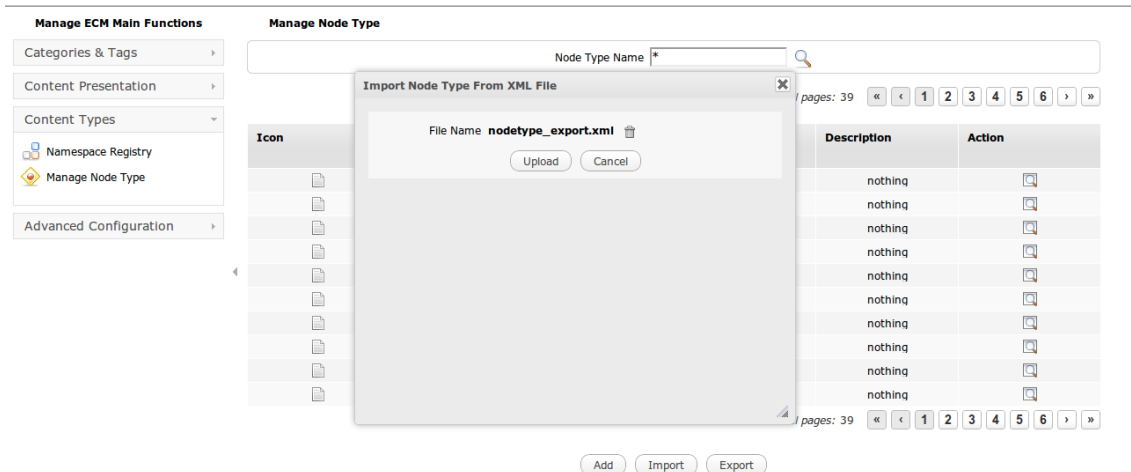 Manage ECM Main Functions
Manage Node Type
Categories & Tags
Content Presentation
Content Types
Namespace Registry
Manage Node Type
Advanced Configuration
Node Type Name *
Import Node Type From XML File
File Name nodetype_export.xml
Upload Cancel
pages: 39 « ‹ 1 2 3 4 5 6 › »
Icon Description Action
nothing
nothing
nothing
nothing
nothing
nothing
nothing
nothing
nothing
nothing
pages: 39 « ‹ 1 2 3 4 5 6 › »
Add Import Export